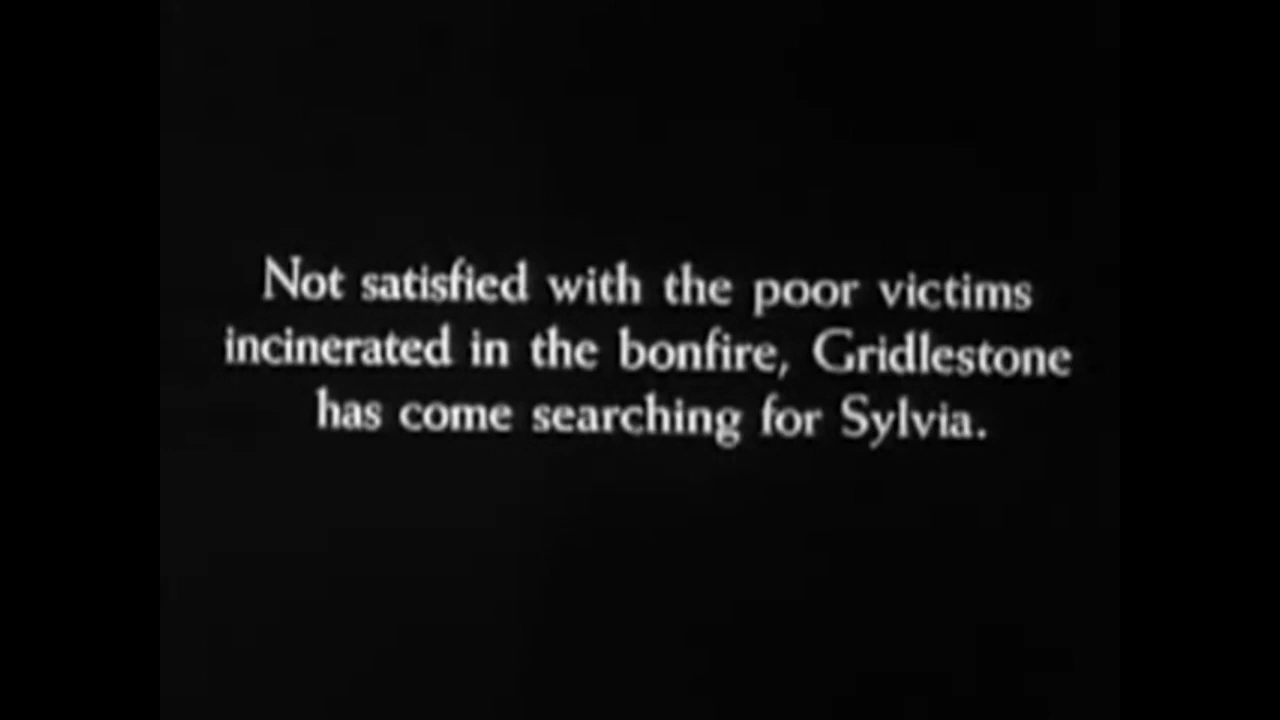 Not satisfied with the poor victims
incinerated in the bonfire, Gridlestone
has come searching for Sylvia.